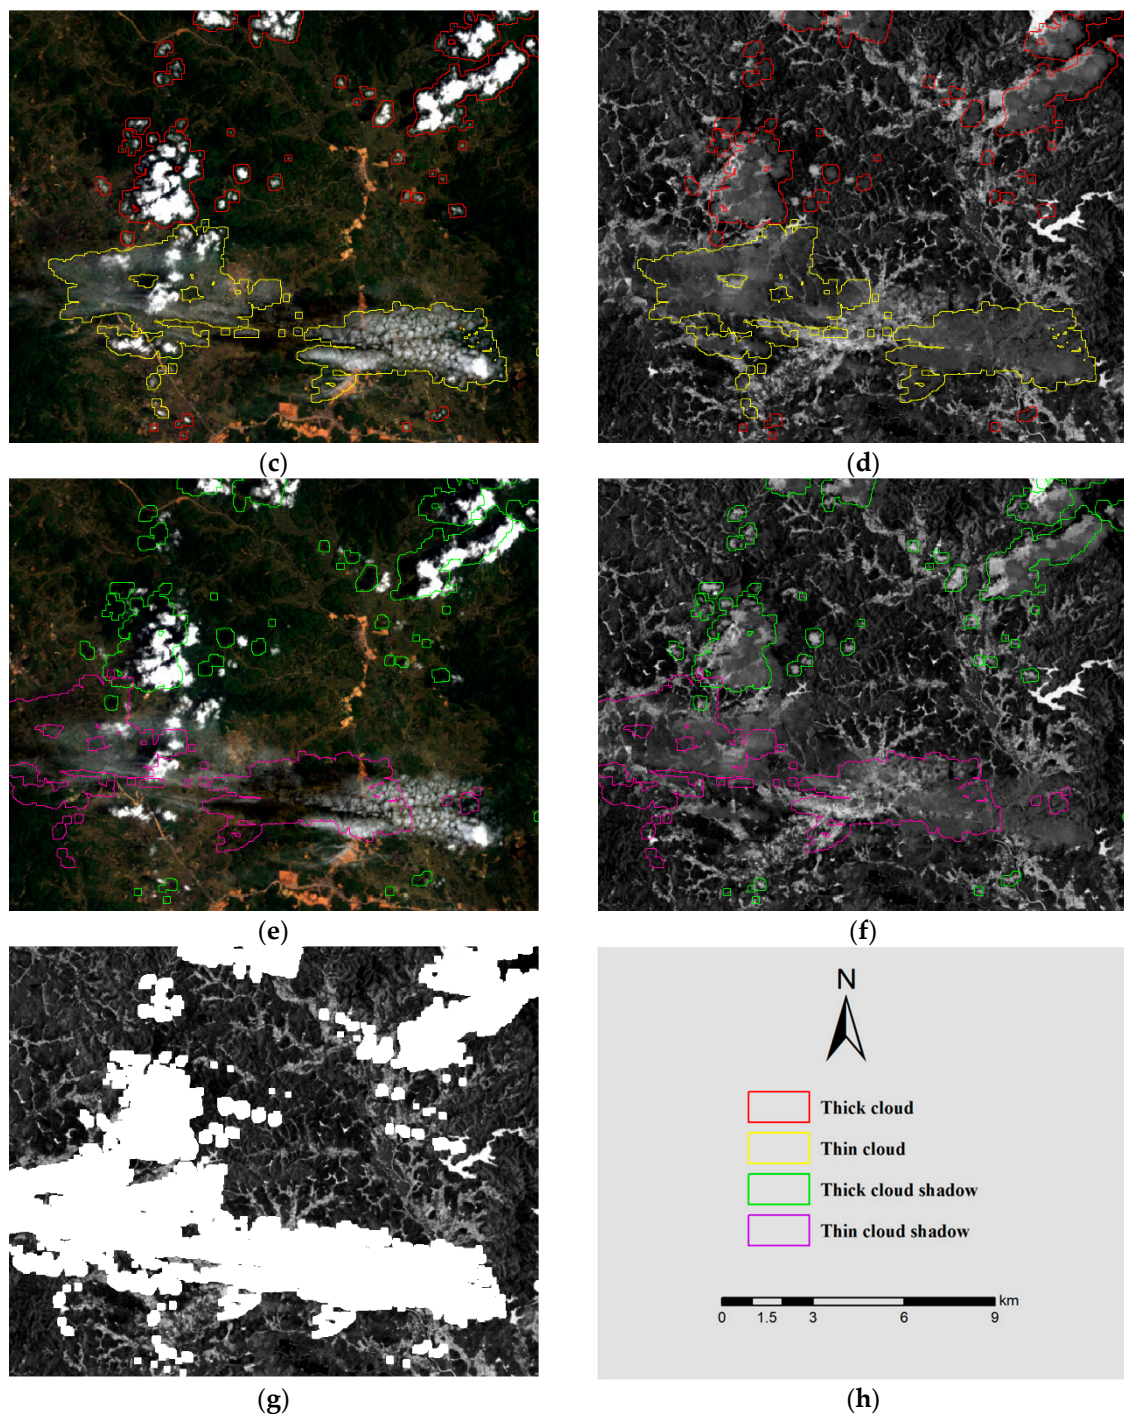 (c)
(d)
(e)
(f)
N
Thick cloud
Thin cloud
Thick cloud shadow
Thin cloud shadow
km
0 1.5 3 6 9
(g)
(h)